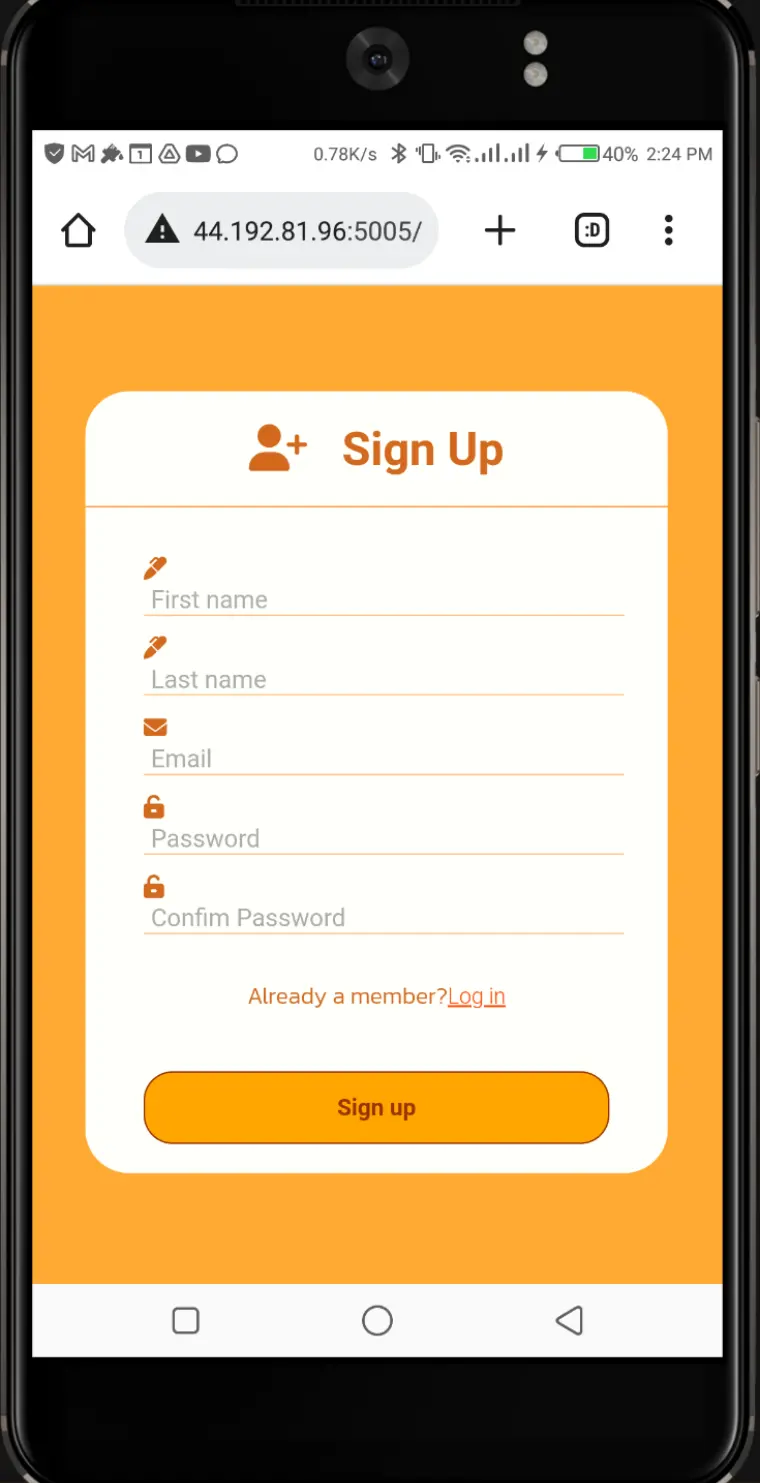 1
0.78K/s
40% 2:24 PM
44.192.81.96:5005/
:D
Sign Up
First name
Last name
Email
Password
Confim Password
Already a member?Log in
Sign up